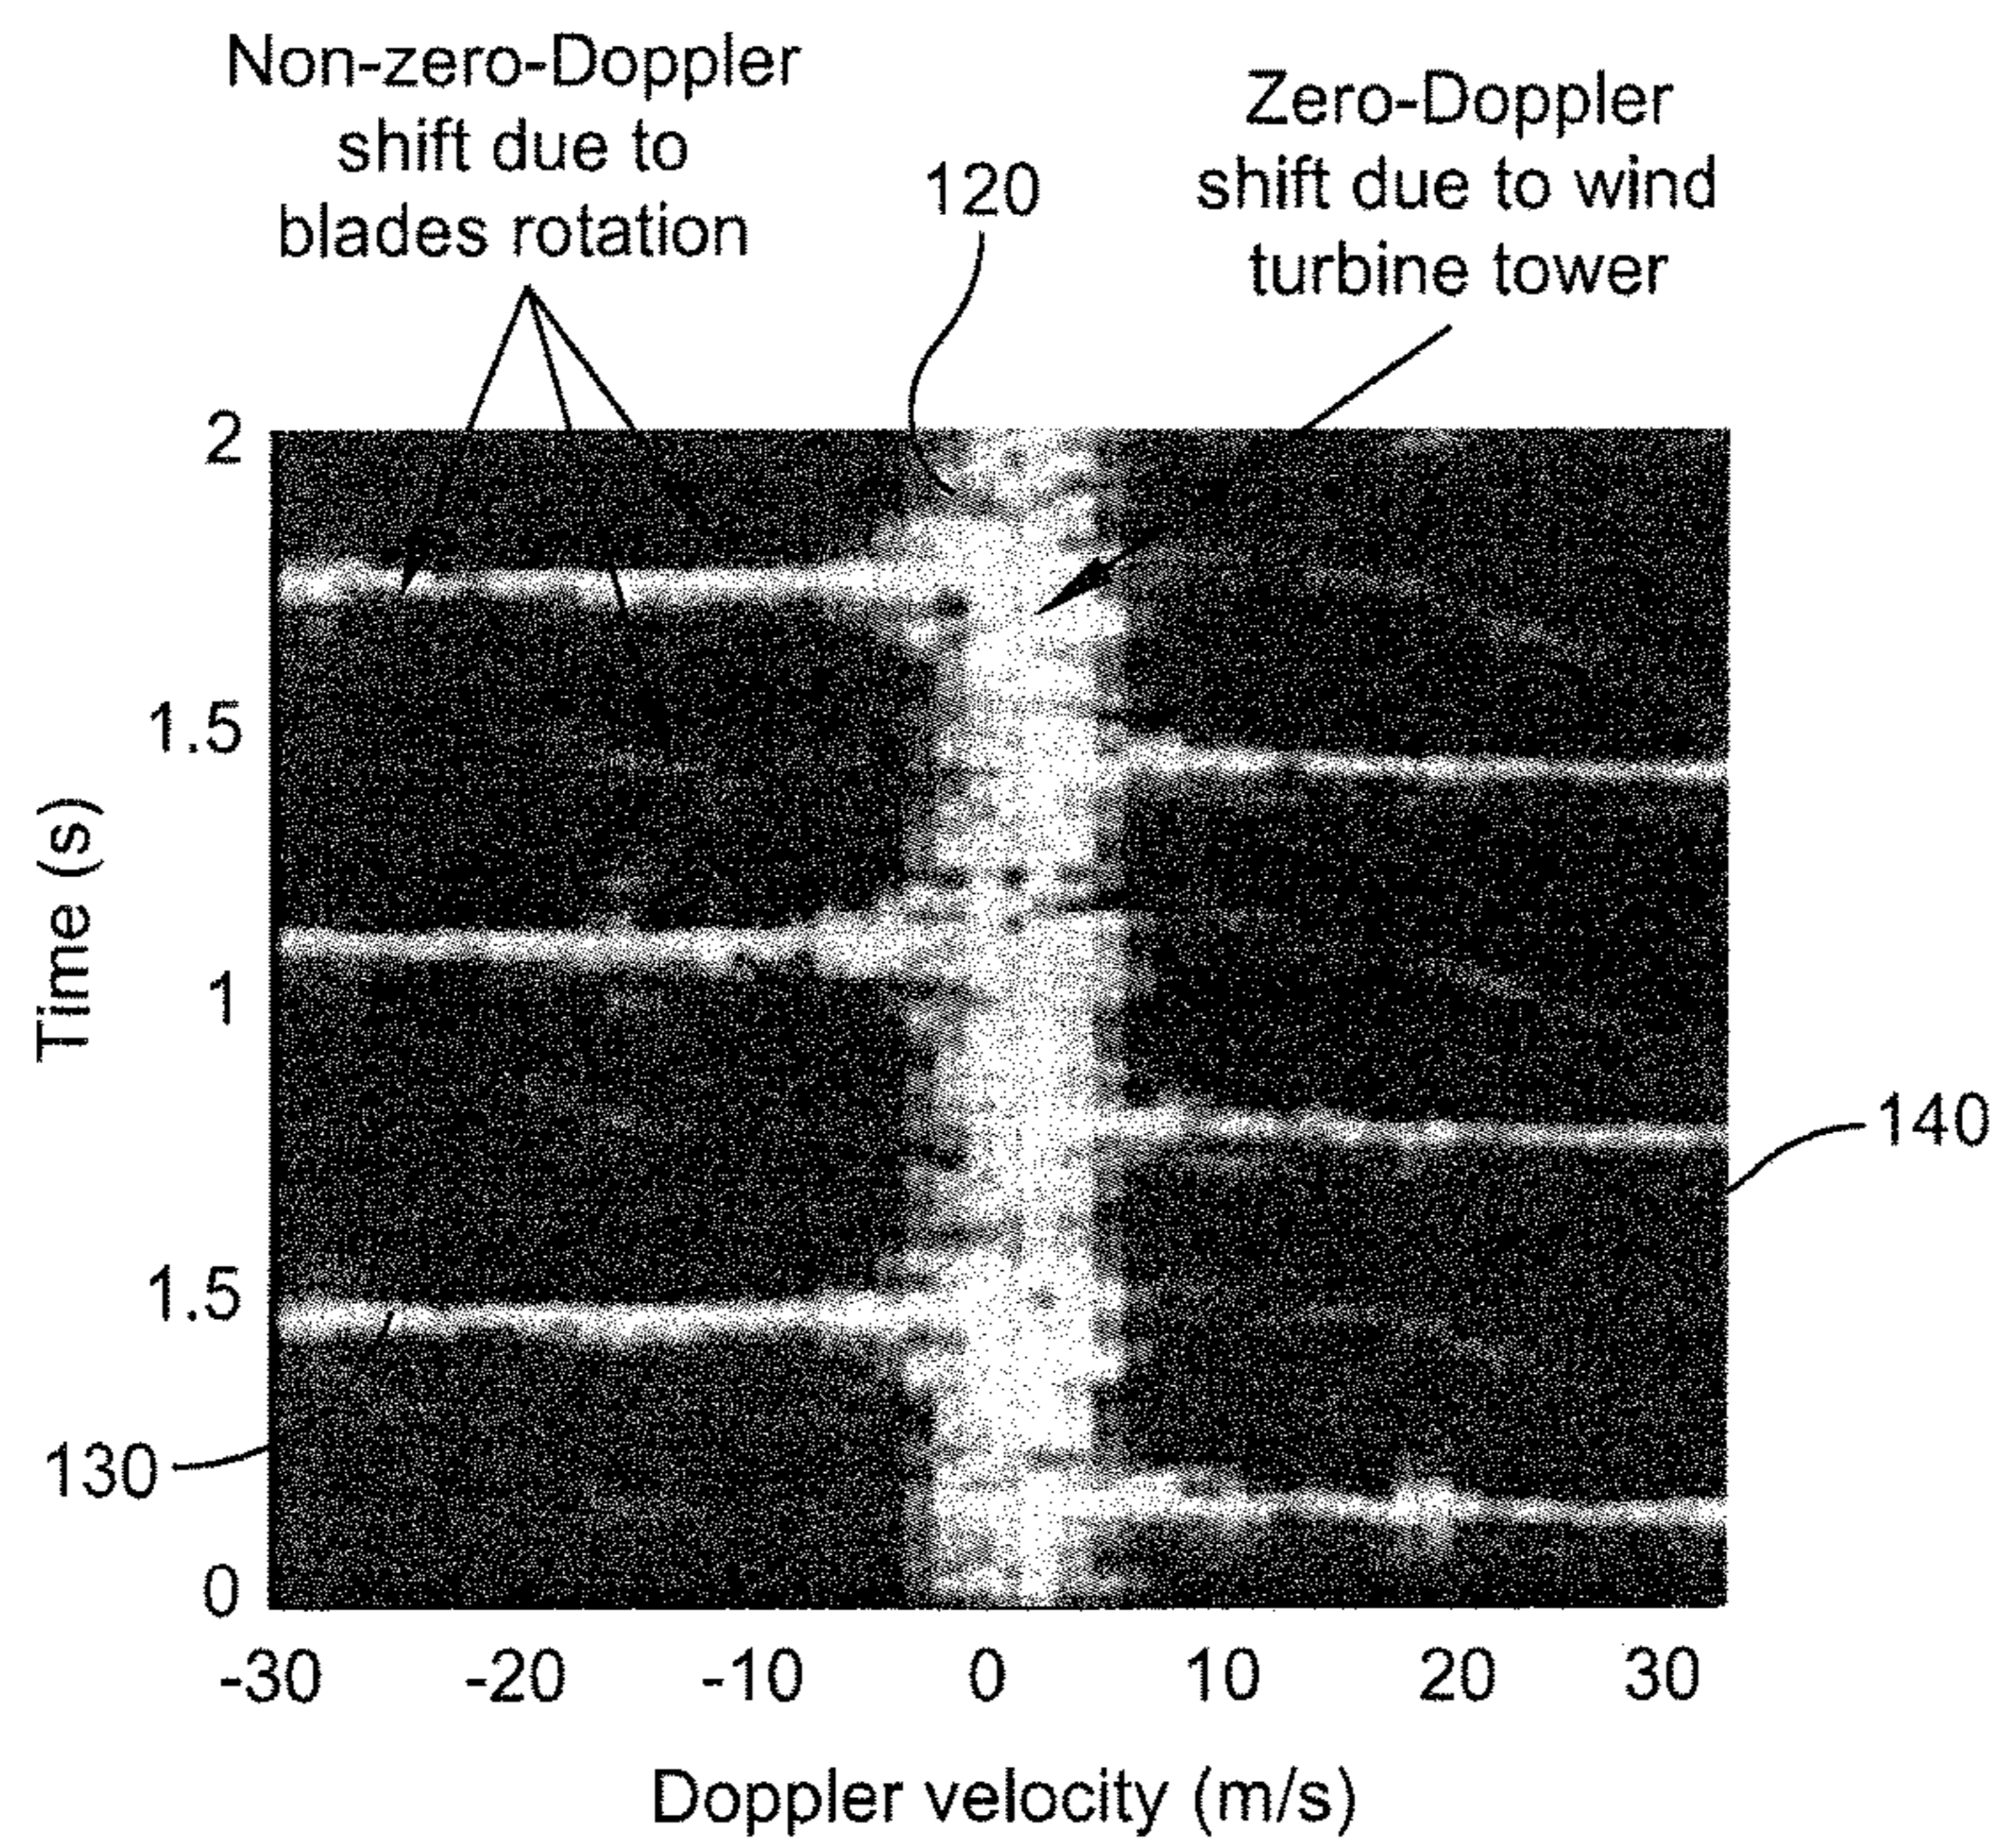 Non-zero-Doppler
shift due to
blades rotation
120
Zero-Doppler
shift due to wind
turbine tower
2
1.5
1
1.5
0
Time (s)
130
140
-30 -20 -10 0 10 20 30
Doppler velocity (m/s)